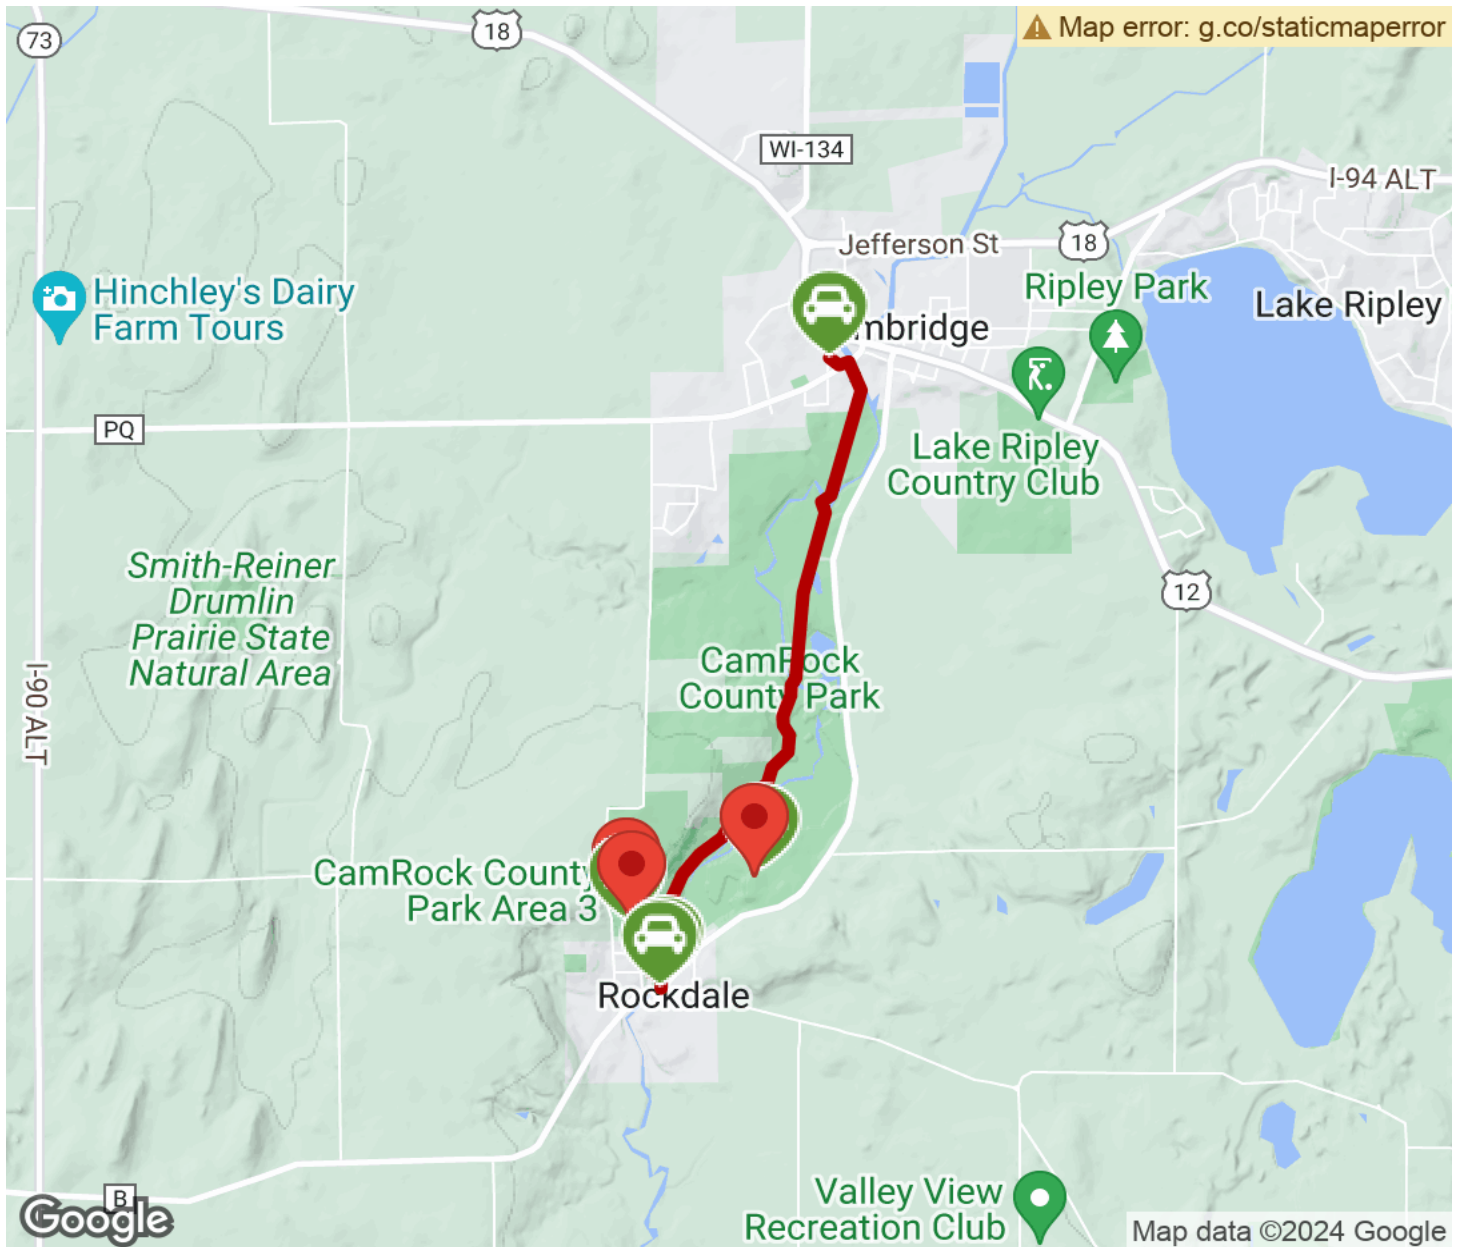 73
18
Map error: g.co/staticmaperror
WI-134
I-94 ALT
Jefferson St
18
Ripley Park
Hinchley's Dairy
Farm Tours
Lake Ripley
mbridge
PQ
Lake Ripley
Country Club
Smith-Reiner
Drumlin
Prairie State
Natural Area
12
I-90 ALT
CamRock
County Park
CamRock County
Park Area 3
Rockdale
B
Valley View
Recreation Club
Google
Map data ©2024 Google